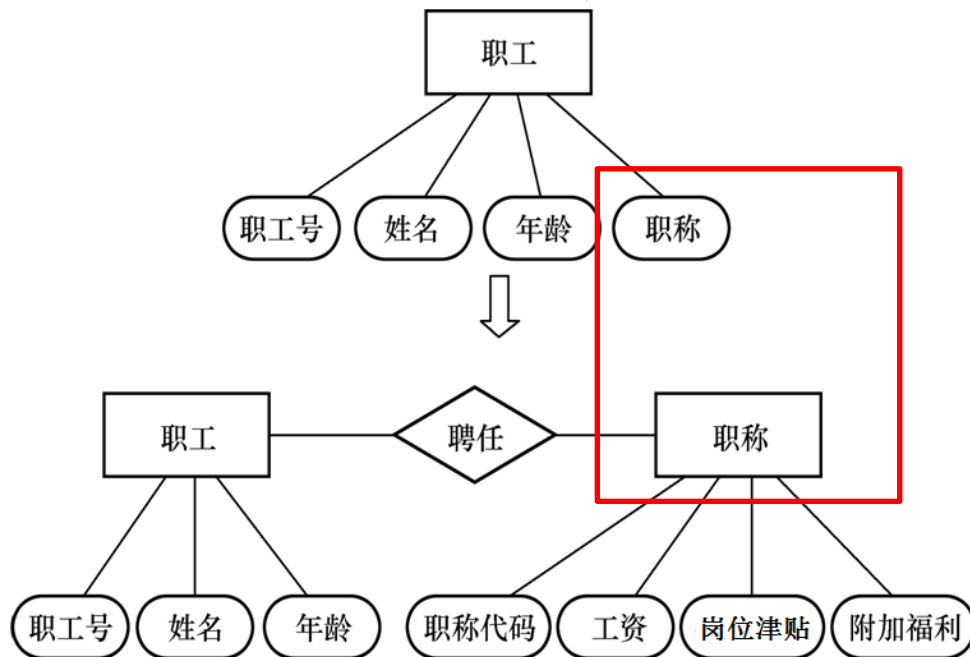 职工
职工号 姓名 年龄 职称
职工 聘任 职称
职工号 姓名 年龄 职称代码 工资 岗位津贴 附加福利